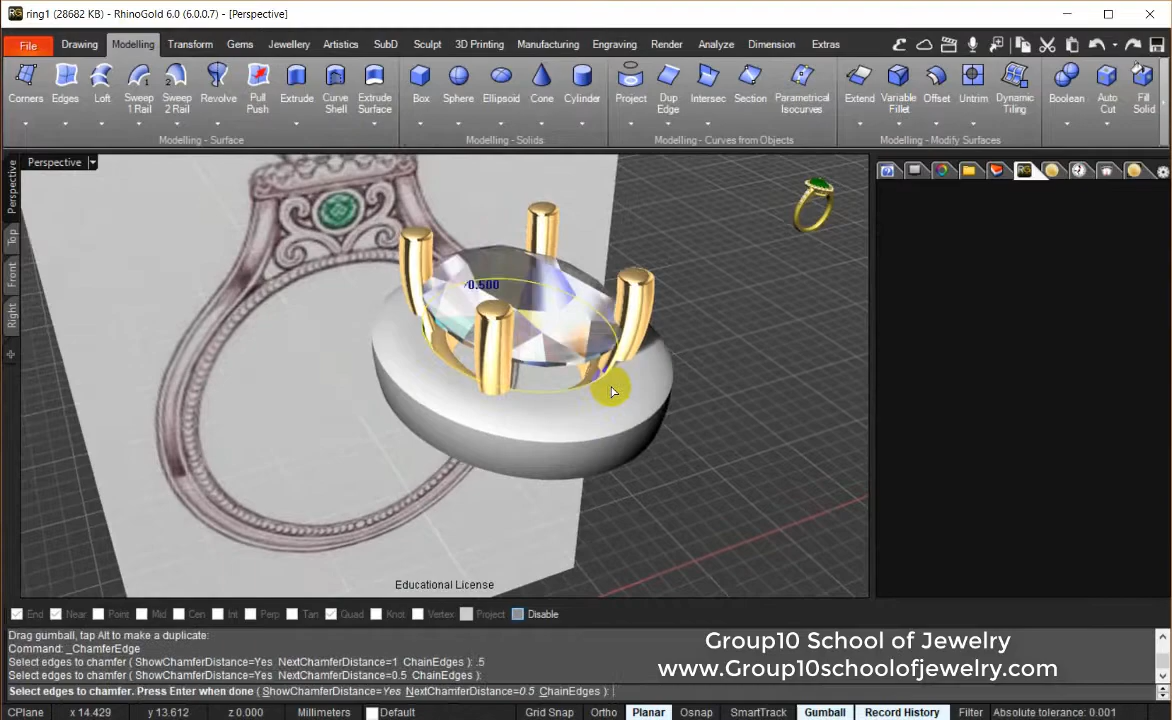 ring1 (28682 KB) - RhinoGold 6.0 (6.0.0.7) - [Perspective]
File Drawing Modelling Transform Gems Jewellery Artistics SubD Sculpt 3D Printing Manufacturing Engraving Render Analyze Dimension Extras
Corners Edges Loft Sweep 1 Rail Sweep 2 Rail Revolve Pull Push Extrude Curve Shell Extrude Surface Box Sphere Ellipsoid Cone Cylinder Project Dup Edge Intersec Section Parametrical Isocurves Extend Variable Fillet Offset Untrim Dynamic Tiling Boolean Auto Cut Fill Solid
Modelling - Surface Modelling - Solids Modelling - Curves from Objects Modelling - Modify Surfaces
Perspective
Perspective
Top
Front
Right
0.500
Educational License
End Near Point Mid Cen Int Perp Tan Quad Knot Vertex Project Disable
Drag gumball, tap Alt to make a duplicate:
Command: _ChamferEdge
Select edges to chamfer ( ShowChamferDistance=Yes NextChamferDistance=1 ChainEdges ): .5
Select edges to chamfer ( ShowChamferDistance=Yes NextChamferDistance=0.5 ChainEdges ):
Select edges to chamfer. Press Enter when done ( ShowChamferDistance=Yes NextChamferDistance=0.5 ChainEdges ):
Group10 School of Jewelry
www.Group10schoolofjewelry.com
CPlane x 14.429 y 13.612 z 0.000 Millimeters Default Grid Snap Ortho Planar Osnap SmartTrack Gumball Record History Filter Absolute tolerance: 0.001